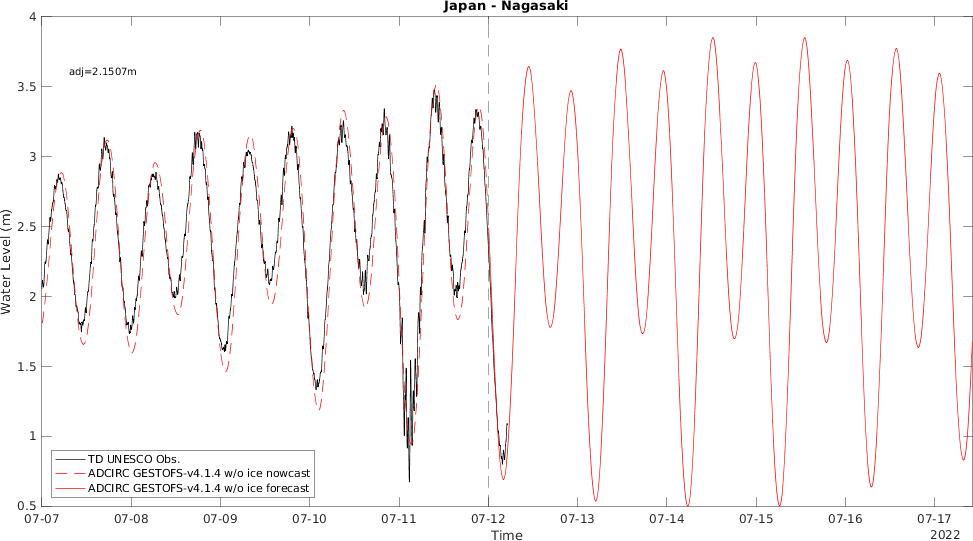 Japan - Nagasaki
adj=2.1507m
Water Level (m)
4
3.5
3
2.5
2
1.5
1
0.5
TD UNESCO Obs.
ADCIRC GESTOFS-v4.1.4 w/o ice nowcast
ADCIRC GESTOFS-v4.1.4 w/o ice forecast
07-07 07-08 07-09 07-10 07-11 07-12 07-13 07-14 07-15 07-16 07-17
Time
2022